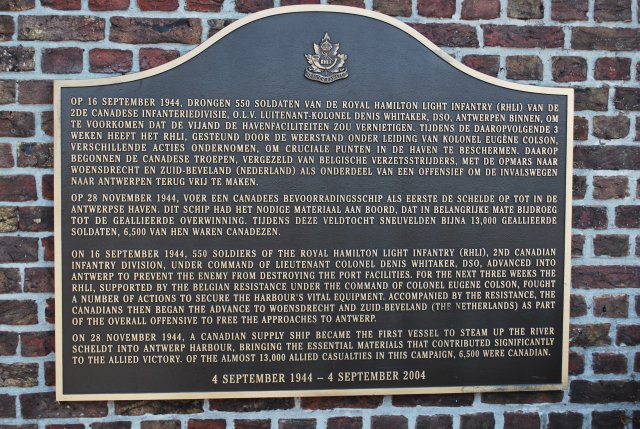 OP 16 SEPTEMBER 1944, DRONGEN 550 SOLDATEN VAN DE ROYAL HAMILTON LIGHT INFANTRY (RHLI) VAN DE
2DE CANADESE INFANTERIEDIVISIE, O.L.V. LUITENANT-KOLONEL DENIS WHITAKER, DSO, ANTWERPEN BINNEN, OM
TE VOORKOMEN DAT DE VIJAND DE HAVENFACILITEITEN ZOU VERNIETIGEN. TIJDENS DE DAAROPVOLGENDE 3
WEKEN HEEFT HET RHLI, GESTEUND DOOR DE WEERSTAND ONDER LEIDING VAN KOLONEL EUGÈNE COLSON,
VERSCHILLENDE ACTIES ONDERNOMEN, OM CRUCIALE PUNTEN IN DE HAVEN TE BESCHERMEN. DAAROP
BEGONNEN DE CANADESE TROEPEN, VERGEZELD VAN BELGISCHE VERZETSSTRIJDERS, MET DE OPMARS NAAR
WOENSDRECHT EN ZUID-BEVELAND (NEDERLAND) ALS ONDERDEEL VAN EEN OFFENSIEF OM DE INVALSWEGEN
NAAR ANTWERPEN TERUG VRIJ TE MAKEN.
OP 28 NOVEMBER 1944, VOER EEN CANADEES BEVOORRADINGSSCHIP ALS EERSTE DE SCHELDE OP TOT IN DE
ANTWERPSE HAVEN. DIT SCHIP HAD HET NODIGE MATERIAAL AAN BOORD, DAT IN BELANGRIJKE MATE BIJDROEG
TOT DE GEALLIEERDE OVERWINNING. TIJDENS DEZE VELDTOCHT SNEUVELDEN BIJNA 13,000 GEALLIEERDE
SOLDATEN, 6,500 VAN HEN WAREN CANADEZEN.
ON 16 SEPTEMBER 1944, 550 SOLDIERS OF THE ROYAL HAMILTON LIGHT INFANTRY (RHLI), 2ND CANADIAN
INFANTRY DIVISION, UNDER COMMAND OF LIEUTENANT COLONEL DENIS WHITAKER, DSO, ADVANCED INTO
ANTWERP TO PREVENT THE ENEMY FROM DESTROYING THE PORT FACILITIES. FOR THE NEXT THREE WEEKS THE
RHLI, SUPPORTED BY THE BELGIAN RESISTANCE UNDER THE COMMAND OF COLONEL EUGENE COLSON, FOUGHT
A NUMBER OF ACTIONS TO SECURE THE HARBOUR'S VITAL EQUIPMENT. ACCOMPANIED BY THE RESISTANCE, THE
CANADIANS THEN BEGAN THE ADVANCE TO WOENSDRECHT AND ZUID-BEVELAND (THE NETHERLANDS) AS PART
OF THE OVERALL OFFENSIVE TO FREE THE APPROACHES TO ANTWERP.
ON 28 NOVEMBER 1944, A CANADIAN SUPPLY SHIP BECAME THE FIRST VESSEL TO STEAM UP THE RIVER
SCHELDT INTO ANTWERP HARBOUR, BRINGING THE ESSENTIAL MATERIALS THAT CONTRIBUTED SIGNIFICANTLY
TO THE ALLIED VICTORY. OF THE ALMOST 13,000 ALLIED CASUALTIES IN THIS CAMPAIGN, 6,500 WERE CANADIAN.
4 SEPTEMBER 1944 – 4 SEPTEMBER 2004